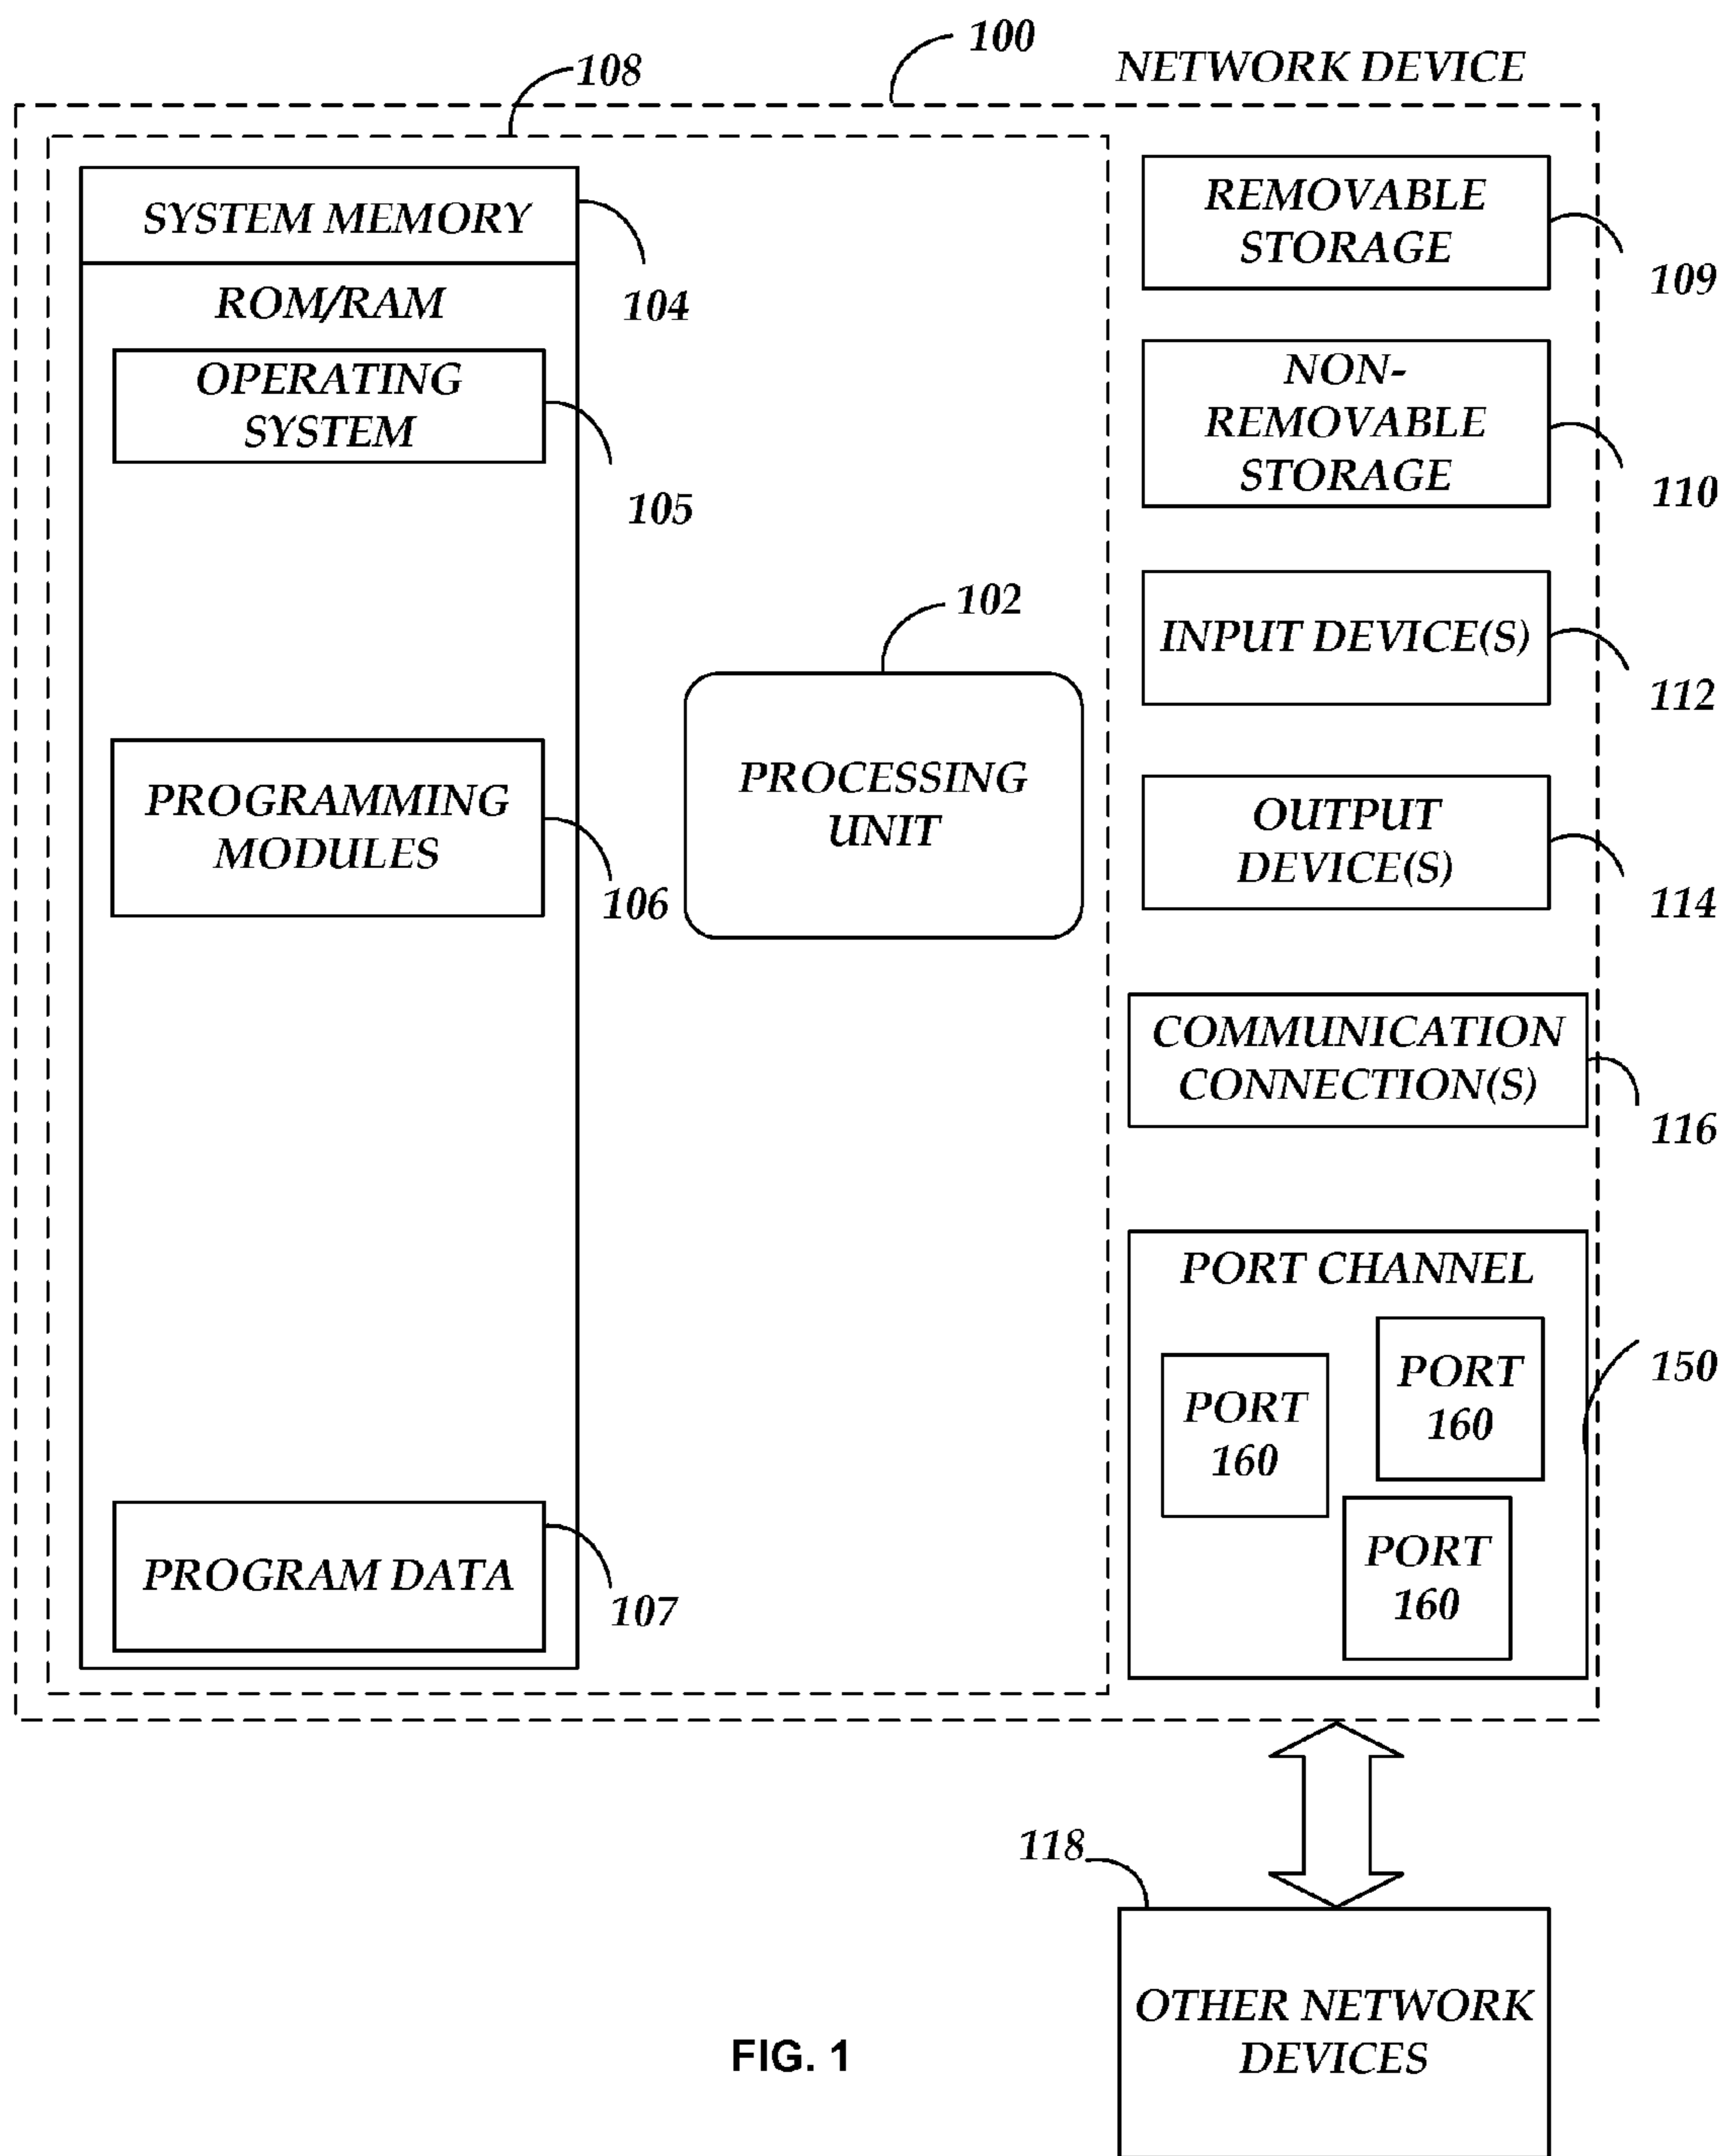 100
NETWORK DEVICE
108
SYSTEM MEMORY
104
ROM/RAM
OPERATING
SYSTEM
105
PROGRAMMING
MODULES
106
PROGRAM DATA
107
102
PROCESSING
UNIT
REMOVABLE
STORAGE
109
NON-
REMOVABLE
STORAGE
110
INPUT DEVICE(S)
112
OUTPUT
DEVICE(S)
114
COMMUNICATION
CONNECTION(S)
116
PORT CHANNEL
150
PORT
160
PORT
160
PORT
160
118
OTHER NETWORK
DEVICES
FIG. 1